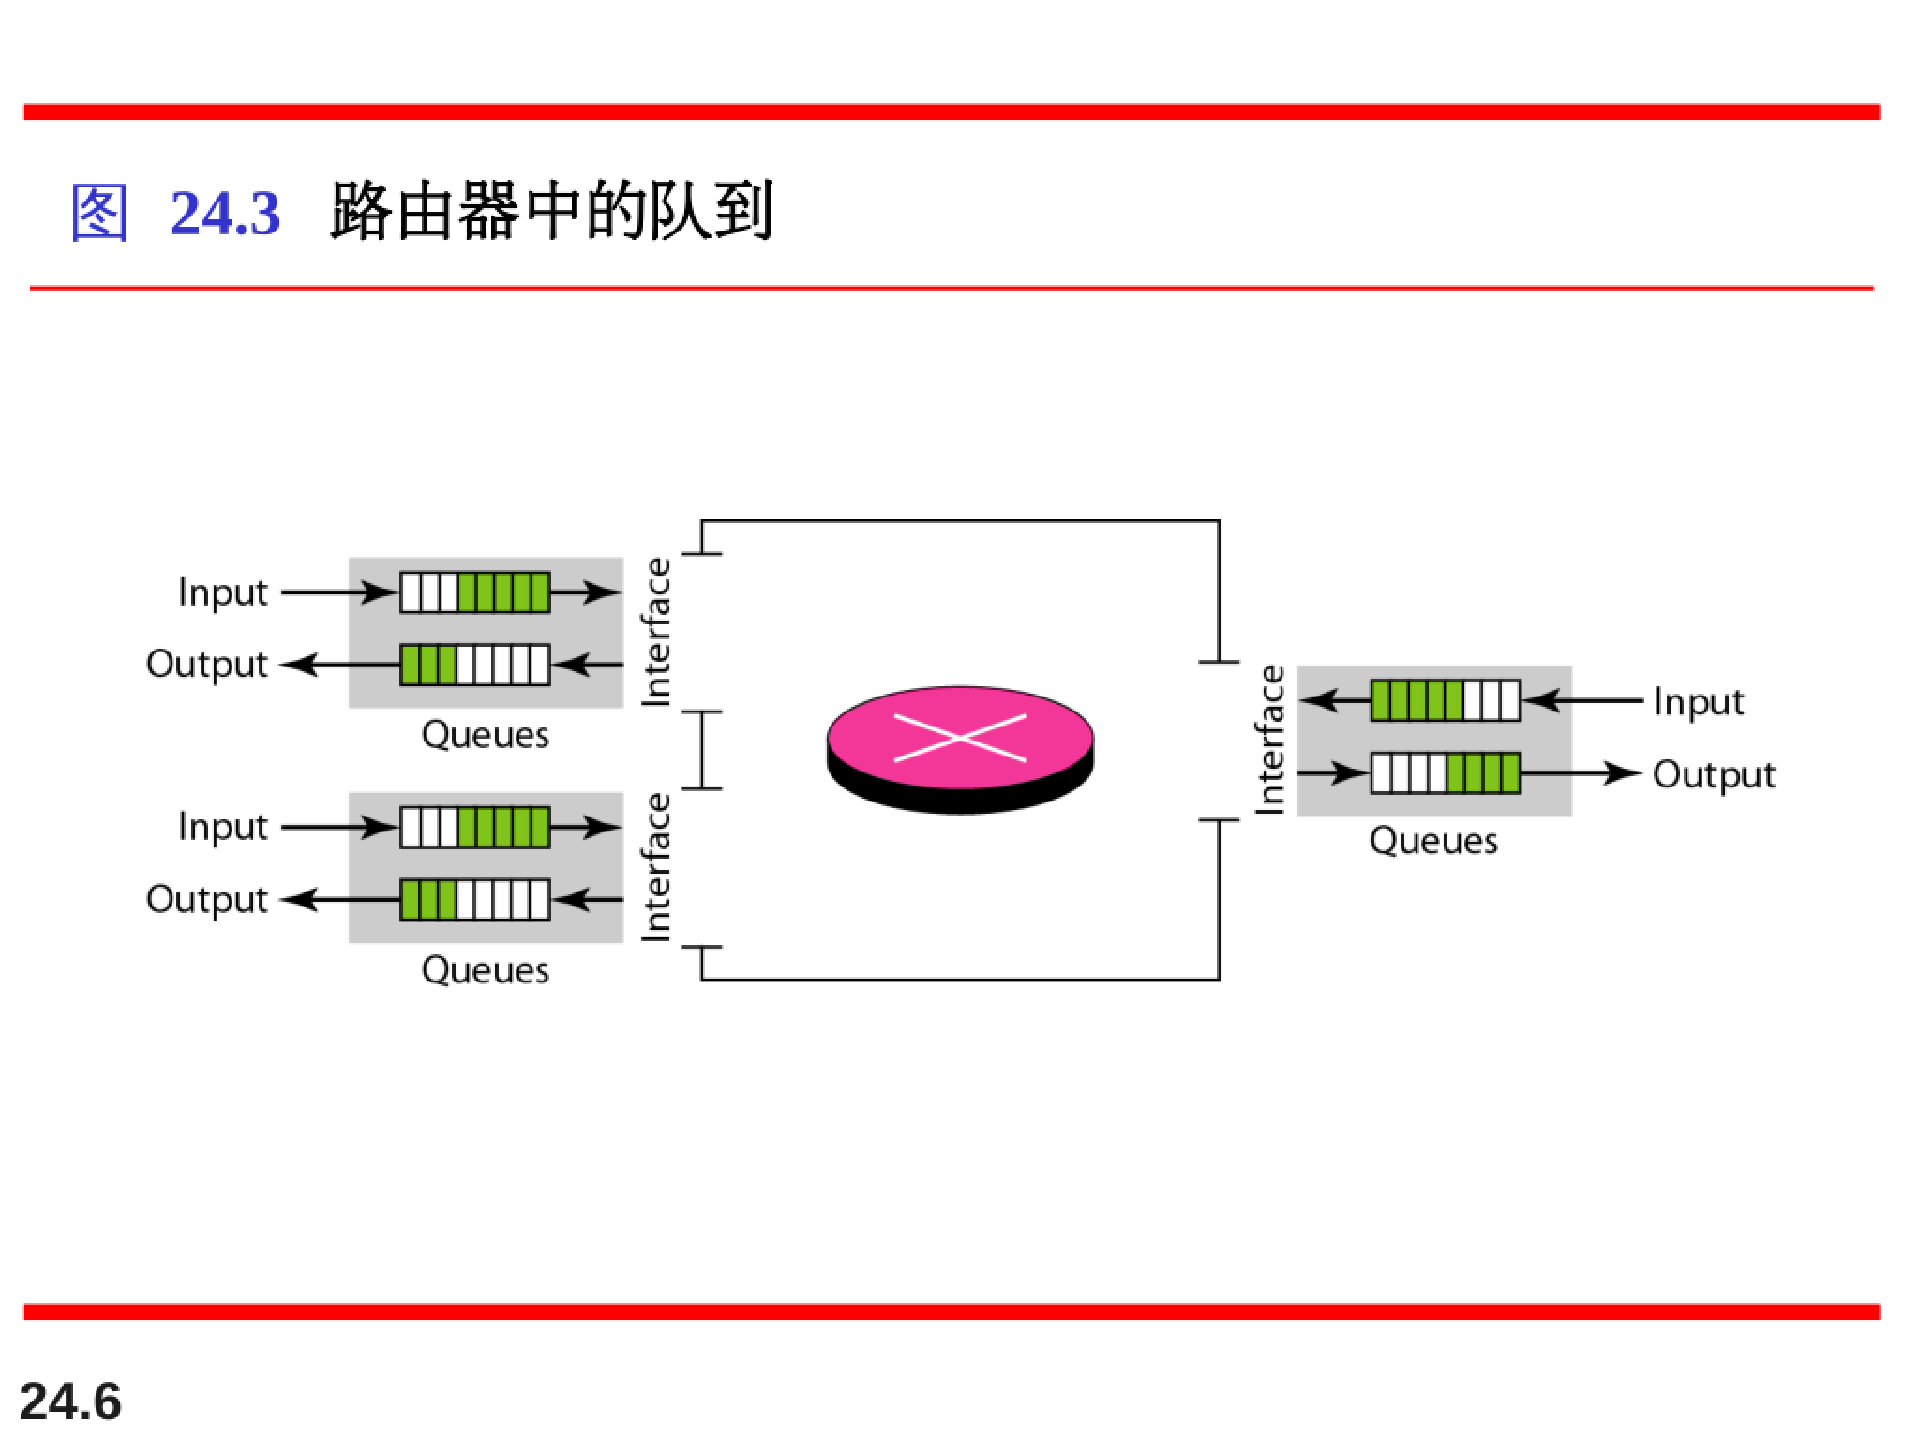 图 24.3 路由器中的队到
Input
Output
Interface
Queues
Input
Output
Interface
Queues
Interface
Input
Output
Queues
24.6